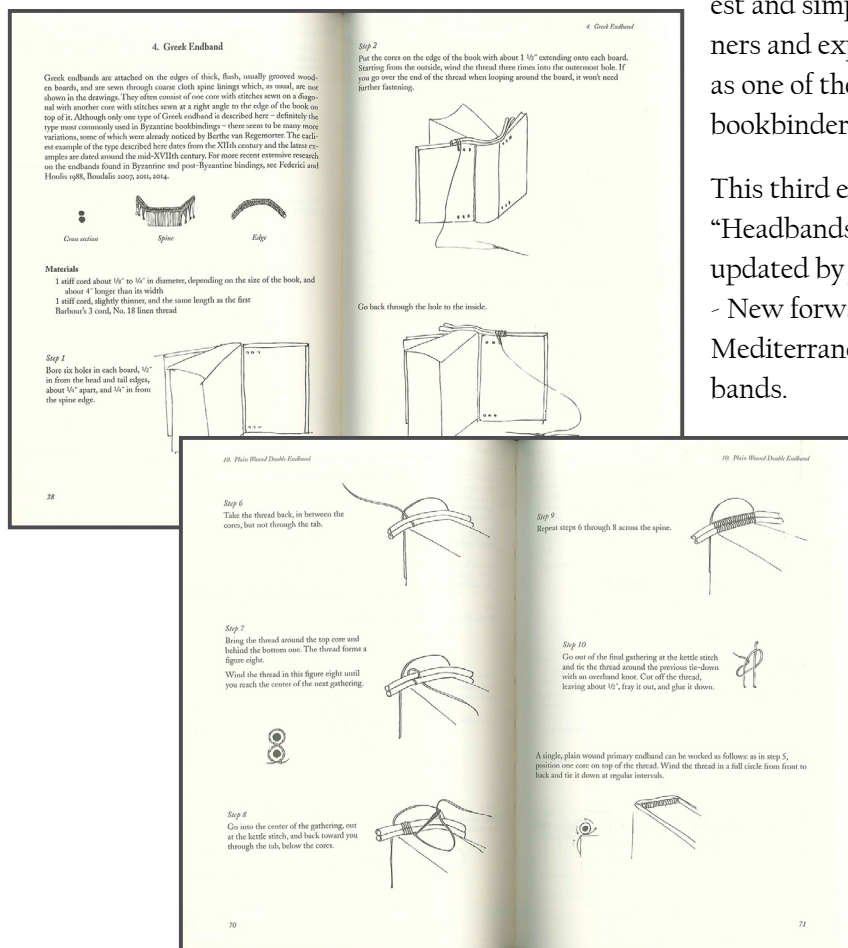 4. Greek Endband
Greek endbands are attached on the edges of thick, flush, usually grooved wood-
en boards, and are sewn through coarse cloth spine linings which, as usual, are not
shown in the drawings. They often consist of one core with stitches sewn on a diago-
nal with another core with stitches sewn at a right angle to the edge of the book on
top of it. Although only one type of Greek endband is described here – definitely the
type most commonly used in Byzantine bookbindings – there seem to be many more
variations, some of which were already noticed by Berthe van Regemorter. The earli-
est example of the type described here dates from the XIIth century and the latest ex-
amples are dated around the mid-XVIIth century. For more recent extensive research
on the endbands found in Byzantine and post-Byzantine bindings, see Federici and
Houlis 1988, Boudalis 2007, 2011, 2014.
Cross section
Spine
Edge
Materials
1 stiff cord about 1/8″ to 1/4″ in diameter, depending on the size of the book, and
about 4″ longer than its width
1 stiff cord, slightly thinner, and the same length as the first
Barbour's 3 cord, No. 18 linen thread
Step 1
Bore six holes in each board, 1/2″
in from the head and tail edges,
about 1/4″ apart, and 1/4″ in from
the spine edge.
28
4. Greek Endband
Step 2
Put the cores on the edge of the book with about 1 1/2″ extending onto each board.
Starting from the outside, wind the thread three times into the outermost hole. If
you go over the end of the thread when looping around the board, it won't need
further fastening.
Go back through the hole to the inside.
est and simp
ners and exp
as one of the
bookbinder
This third e
“Headbands
updated by
- New forw
Mediterran
bands.
10. Plain Wound Double Endband
Step 6
Take the thread back, in between the
cores, but not through the tab.
Step 7
Bring the thread around the top core and
behind the bottom one. The thread forms a
figure eight.
Wind the thread in this figure eight until
you reach the center of the next gathering.
Step 8
Go into the center of the gathering, out
at the kettle stitch, and back toward you
through the tab, below the cores.
70
10. Plain Wound Double Endband
Step 9
Repeat steps 6 through 8 across the spine.
Step 10
Go out of the final gathering at the kettle stitch
and tie the thread around the previous tie-down
with an overhand knot. Cut off the thread,
leaving about 1/2″, fray it out, and glue it down.
A single, plain wound primary endband can be worked as follows: as in step 5,
position one core on top of the thread. Wind the thread in a full circle from front to
back and tie it down at regular intervals.
71